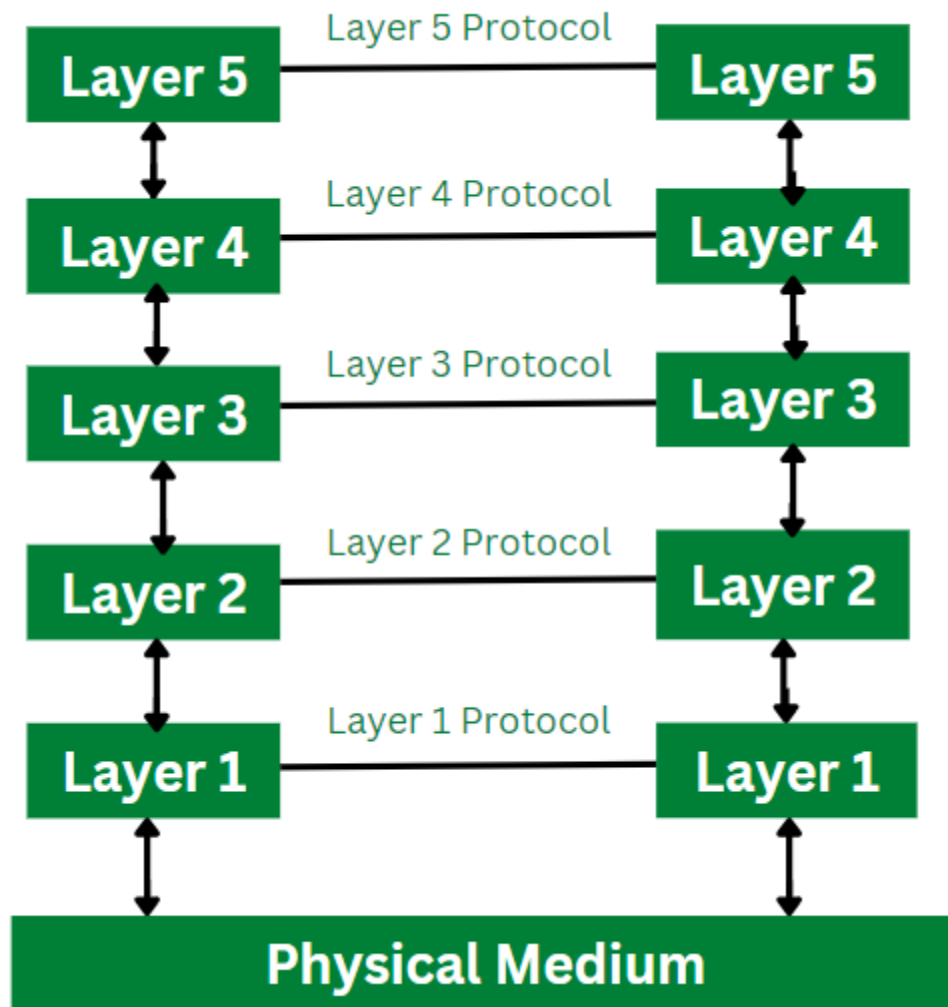 Layer 5 Protocol
Layer 5
Layer 5
Layer 4 Protocol
Layer 4
Layer 4
Layer 3 Protocol
Layer 3
Layer 3
Layer 2 Protocol
Layer 2
Layer 2
Layer 1 Protocol
Layer 1
Layer 1
Physical Medium